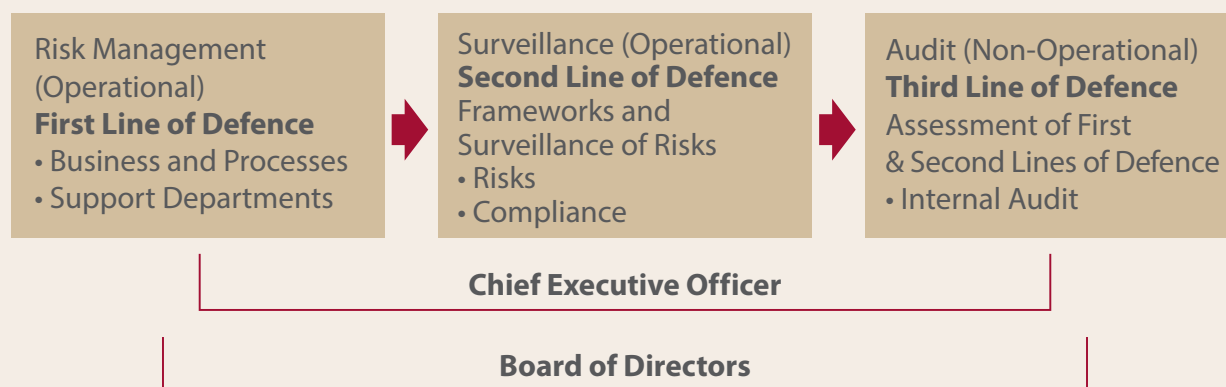 Risk Management
(Operational)
First Line of Defence
• Business and Processes
• Support Departments
Surveillance (Operational)
Second Line of Defence
Frameworks and
Surveillance of Risks
• Risks
• Compliance
Audit (Non-Operational)
Third Line of Defence
Assessment of First
& Second Lines of Defence
• Internal Audit
Chief Executive Officer
Board of Directors